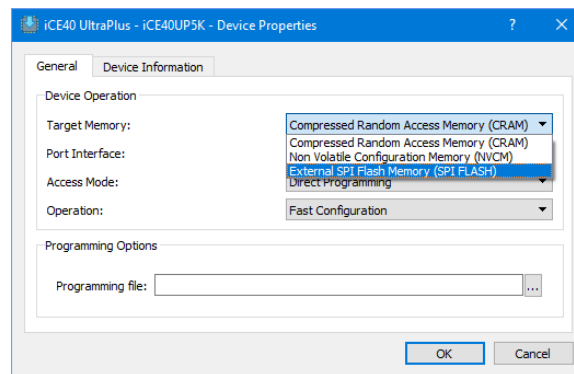 iCE40 UltraPlus - iCE40UP5K - Device Properties ? ×
General Device Information
Device Operation
Target Memory: Compressed Random Access Memory (CRAM)
Compressed Random Access Memory (CRAM)
Port Interface: Non Volatile Configuration Memory (NVCM)
External SPI Flash Memory (SPI FLASH)
Access Mode: Direct Programming
Operation: Fast Configuration
Programming Options
Programming file: ...
OK Cancel